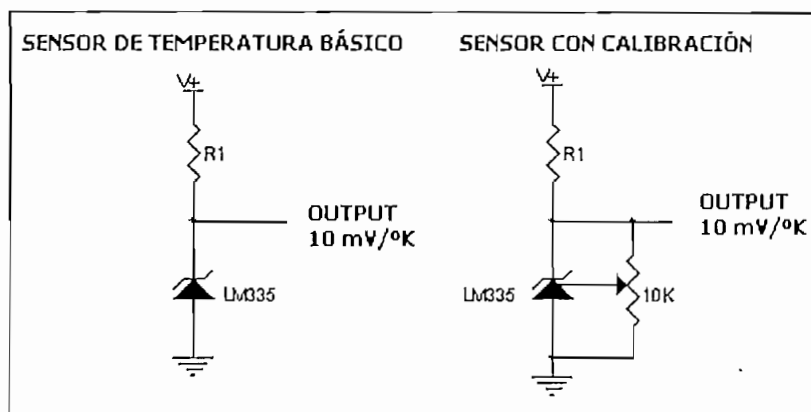 SENSOR DE TEMPERATURA BÁSICO
V+
R1
OUTPUT
10 mV/ºK
LM335
SENSOR CON CALIBRACIÓN
V+
R1
OUTPUT
10 mV/ºK
LM335
10K